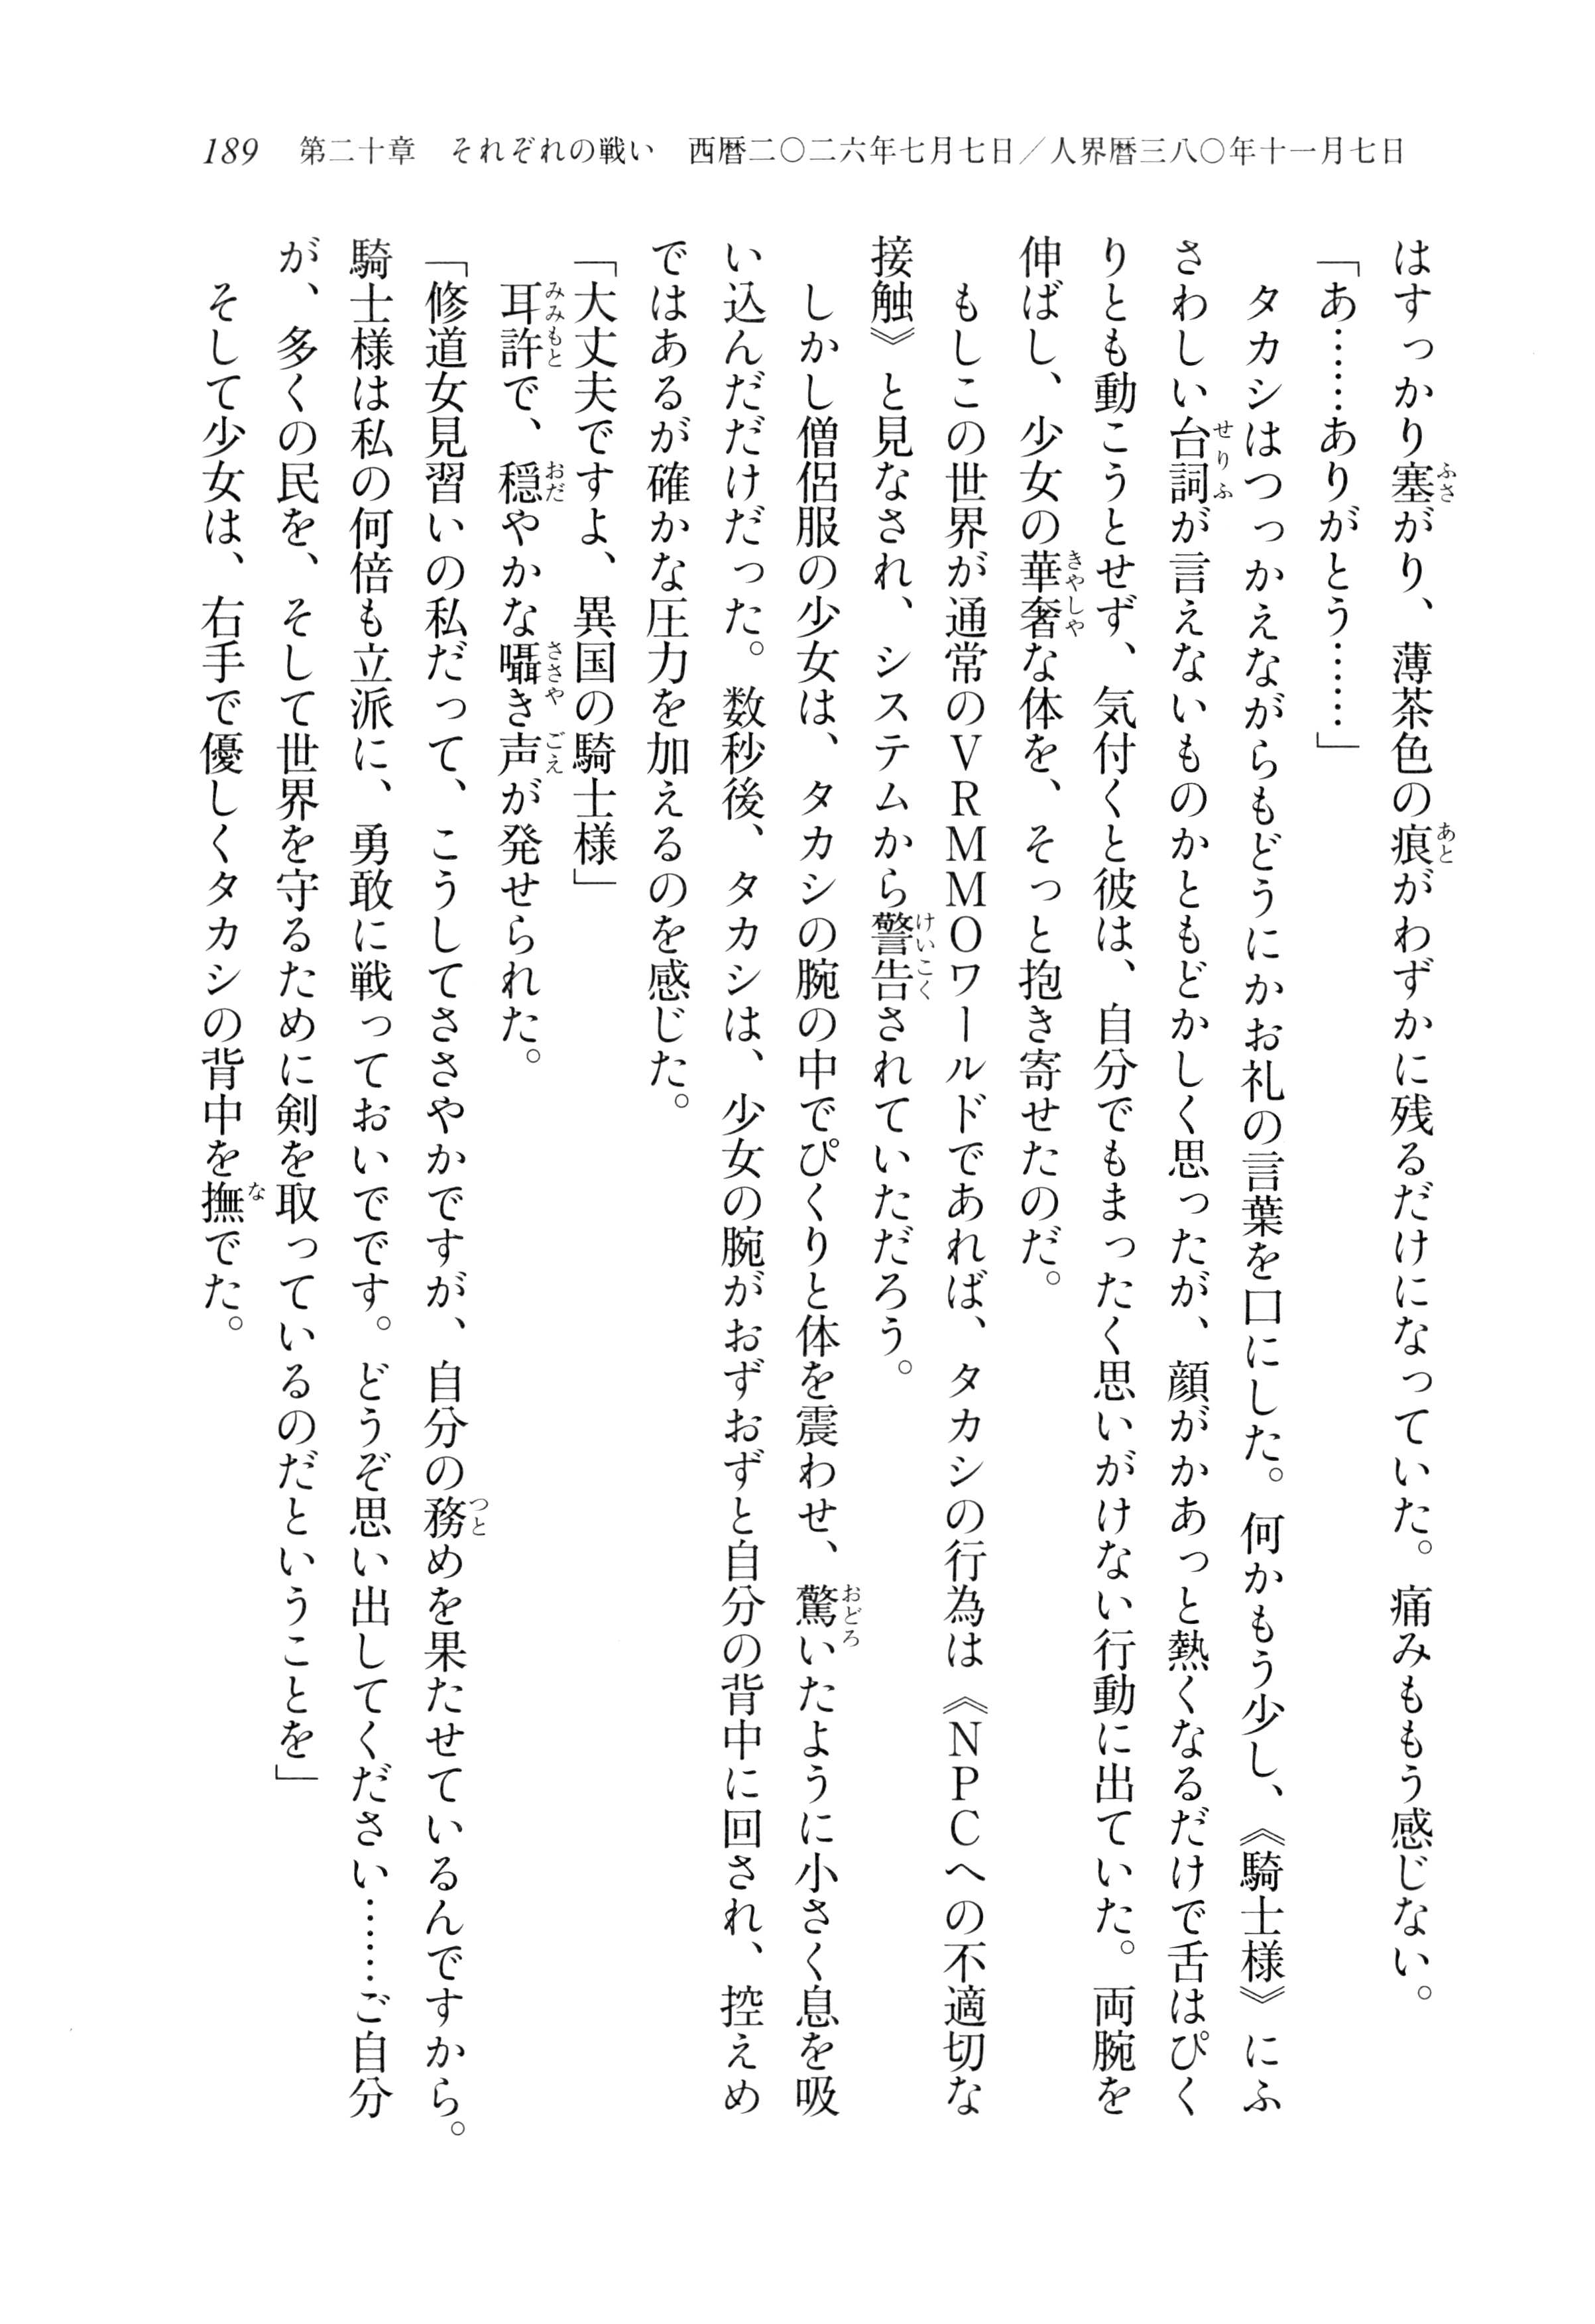 189　第二十章　それぞれの戦い　西暦二〇二六年七月七日／人界暦三八〇年十一月七日
はすっかり塞がり、薄茶色の痕がわずかに残るだけになっていた。痛みももう感じない。
「あ……ありがとう……」
　タカシはつっかえながらもどうにかお礼の言葉を口にした。何かもう少し、《騎士様》にふ
さわしい台詞が言えないものかともどかしく思ったが、顔がかあっと熱くなるだけで舌はぴく
りとも動こうとせず、気付くと彼は、自分でもまったく思いがけない行動に出ていた。両腕を
伸ばし、少女の華奢な体を、そっと抱き寄せたのだ。
　もしこの世界が通常のVRMMOワールドであれば、タカシの行為は《NPCへの不適切な
接触》と見なされ、システムから警告されていただろう。
　しかし僧侶服の少女は、タカシの腕の中でぴくりと体を震わせ、驚いたように小さく息を吸
い込んだだけだった。数秒後、タカシは、少女の腕がおずおずと自分の背中に回され、控えめ
ではあるが確かな圧力を加えるのを感じた。
「大丈夫ですよ、異国の騎士様」
　耳許で、穏やかな囁き声が発せられた。
「修道女見習いの私だって、こうしてささやかですが、自分の務めを果たせているんですから。
騎士様は私の何倍も立派に、勇敢に戦っておいでです。どうぞ思い出してください……ご自分
が、多くの民を、そして世界を守るために剣を取っているのだということを」
　そして少女は、右手で優しくタカシの背中を撫でた。